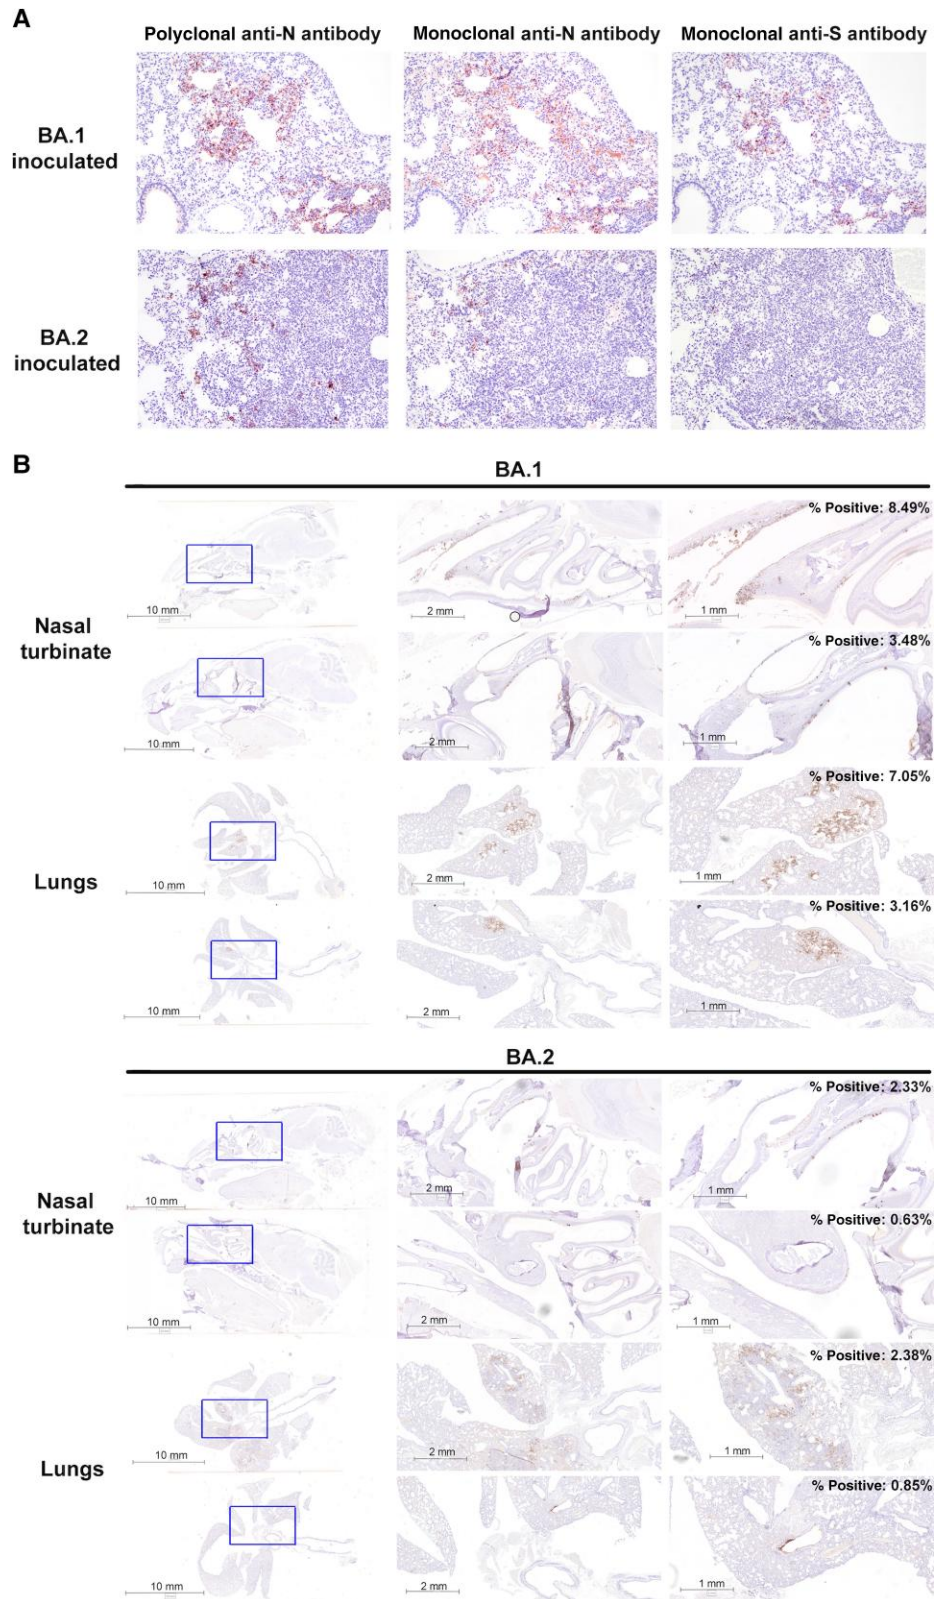 A
Polyclonal anti-N antibody Monoclonal anti-N antibody Monoclonal anti-S antibody
BA.1
inoculated
BA.2
inoculated
B
BA.1
Nasal
turbinate
10 mm 2 mm 1 mm % Positive: 8.49%
10 mm 2 mm 1 mm % Positive: 3.48%
Lungs
10 mm 2 mm 1 mm % Positive: 7.05%
10 mm 2 mm 1 mm % Positive: 3.16%
BA.2
Nasal
turbinate
10 mm 2 mm 1 mm % Positive: 2.33%
10 mm 2 mm 1 mm % Positive: 0.63%
Lungs
10 mm 2 mm 1 mm % Positive: 2.38%
10 mm 2 mm 1 mm % Positive: 0.85%